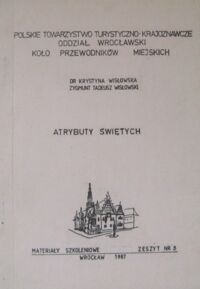 POLSKIE TOWARZYSTWO TURYSTYCZNO-KRAJOZNAWCZE
ODDZIAŁ WROCŁAWSKI
KOŁO PRZEWODNIKÓW MIEJSKICH
DR KRYSTYNA WISŁOWSKA
ZYGMUNT TADEUSZ WISŁOWSKI
ATRYBUTY ŚWIĘTYCH
MATERIAŁY SZKOLENIOWE ZESZYT NR 8
WROCŁAW 1987